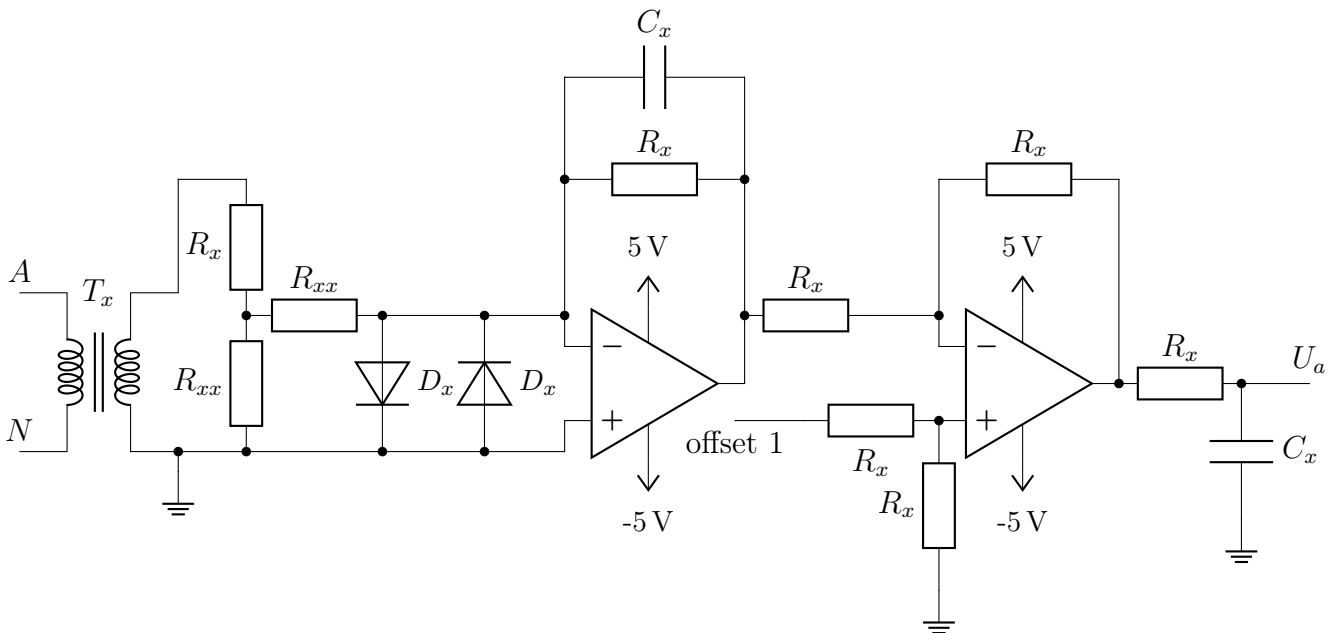 C_x
R_x
R_x
5 V
5 V
R_x
A
T_x
R_xx
R_x
R_x
U_a
R_xx
D_x
D_x
−
+
−
+
N
offset 1
R_x
C_x
R_x
-5 V
-5 V